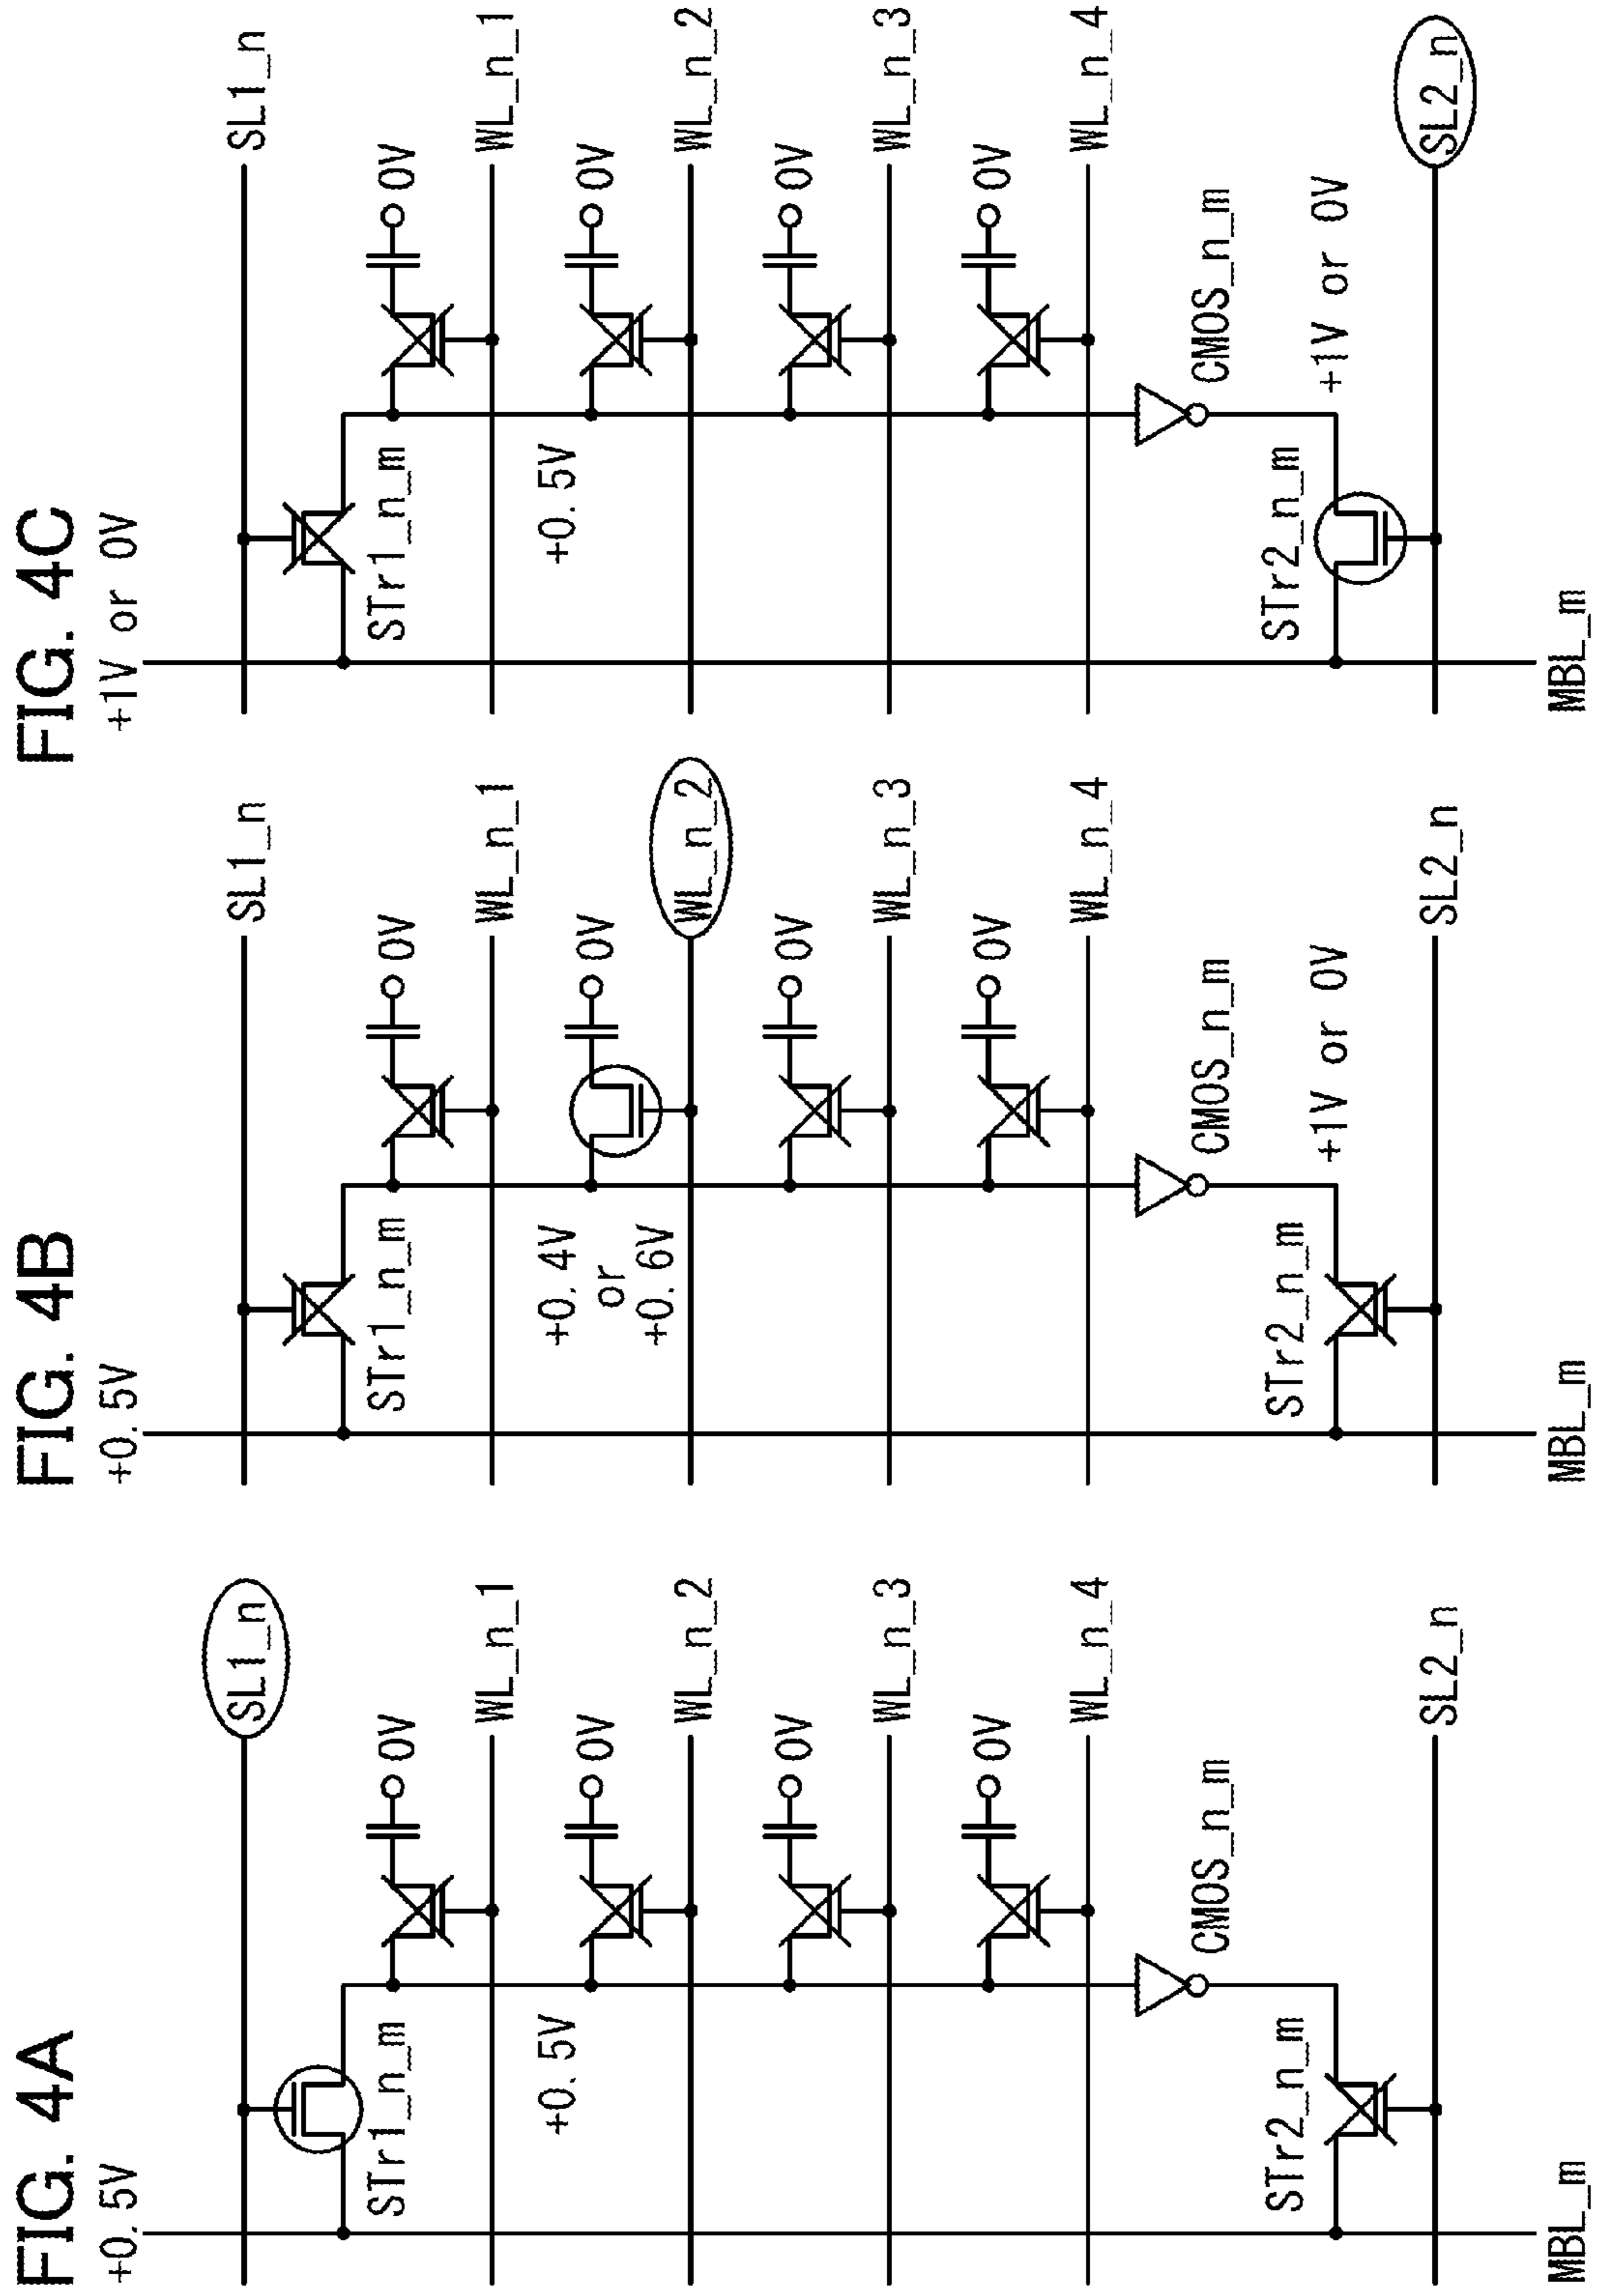 FIG. 4A
+0.5V
SL1_n
STr1_n_m
0V
WL_n_1
+0.5V
0V
WL_n_2
0V
WL_n_3
0V
WL_n_4
CMOS_n_m
STr2_n_m
SL2_n
MBL_m
FIG. 4B
+0.5V
SL1_n
STr1_n_m
0V
WL_n_1
+0.4V
or
+0.6V
0V
WL_n_2
0V
WL_n_3
0V
WL_n_4
CMOS_n_m
STr2_n_m
+1V or 0V
SL2_n
MBL_m
FIG. 4C
+1V or 0V
SL1_n
STr1_n_m
0V
WL_n_1
+0.5V
0V
WL_n_2
0V
WL_n_3
0V
WL_n_4
CMOS_n_m
STr2_n_m
+1V or 0V
SL2_n
MBL_m